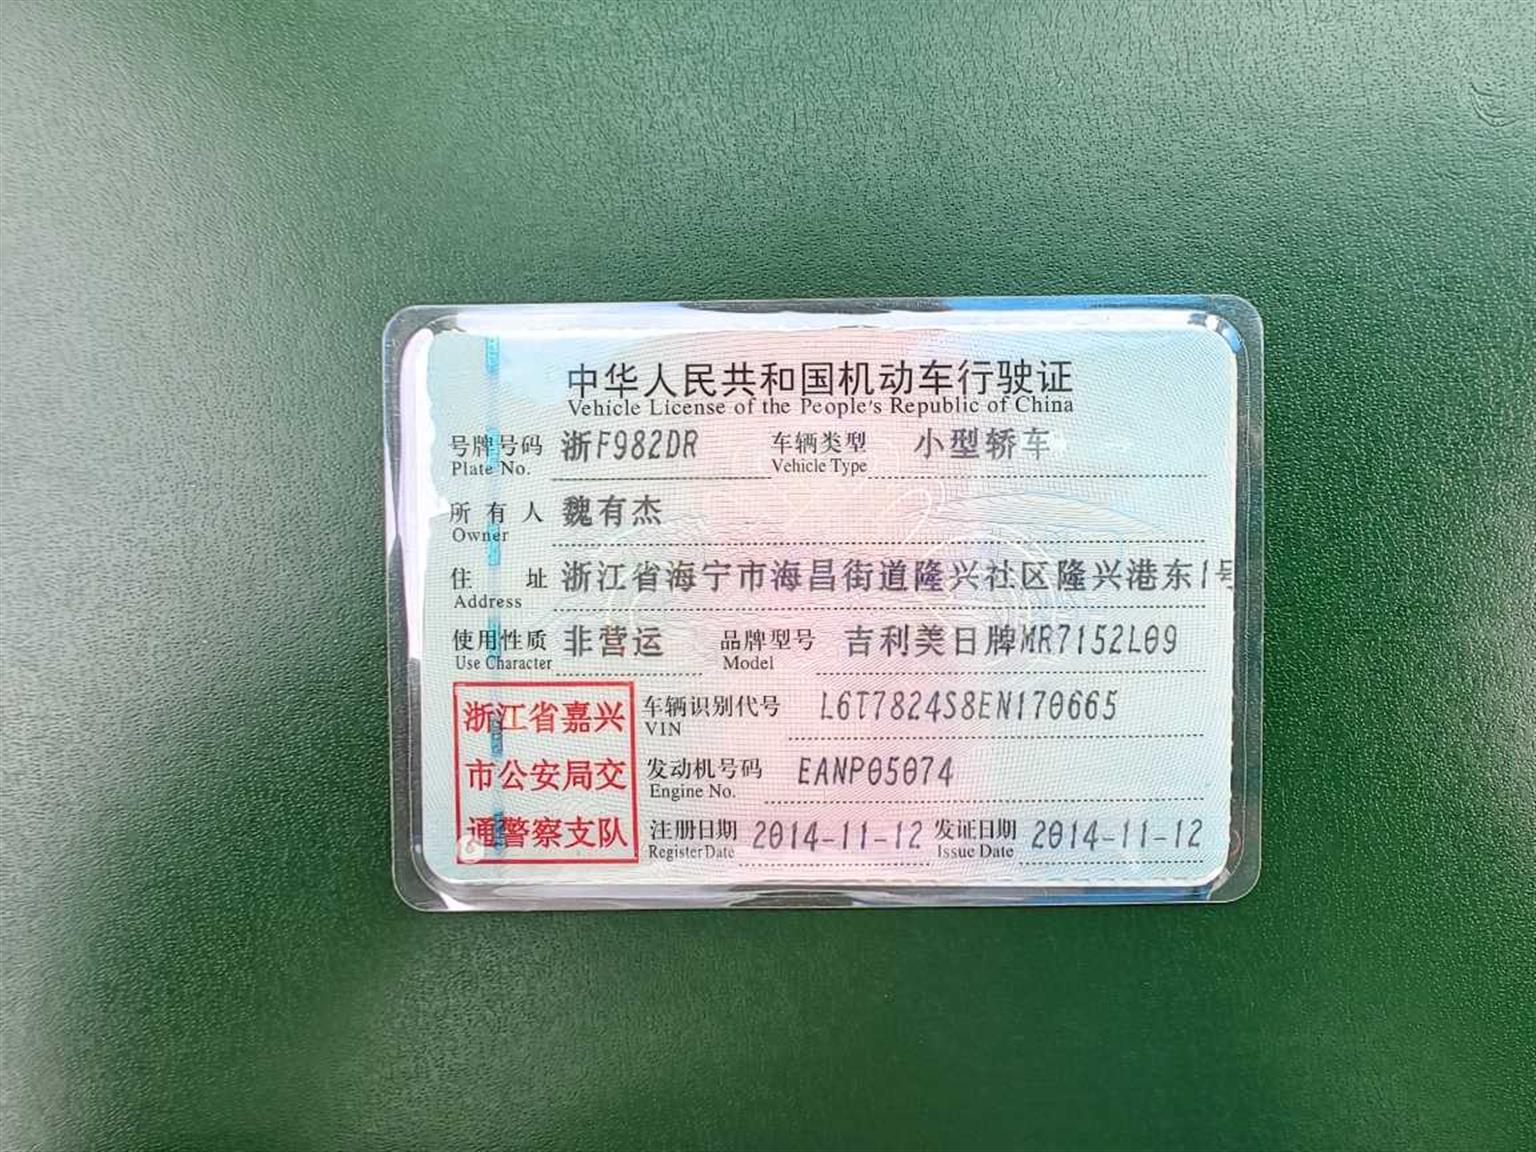 中华人民共和国机动车行驶证
Vehicle License of the People's Republic of China
号牌号码 浙F982DR 车辆类型 小型轿车
Plate No. Vehicle Type
所有人 魏有杰
Owner
住址 浙江省海宁市海昌街道隆兴社区隆兴港东1号
Address
使用性质 非营运 品牌型号 吉利美日牌MR7152L09
Use Character Model
浙江省嘉兴
市公安局交
通警察支队
车辆识别代号 L6T7824S8EN170665
VIN
发动机号码 EANP05074
Engine No.
注册日期 2014-11-12 发证日期 2014-11-12
Register Date Issue Date